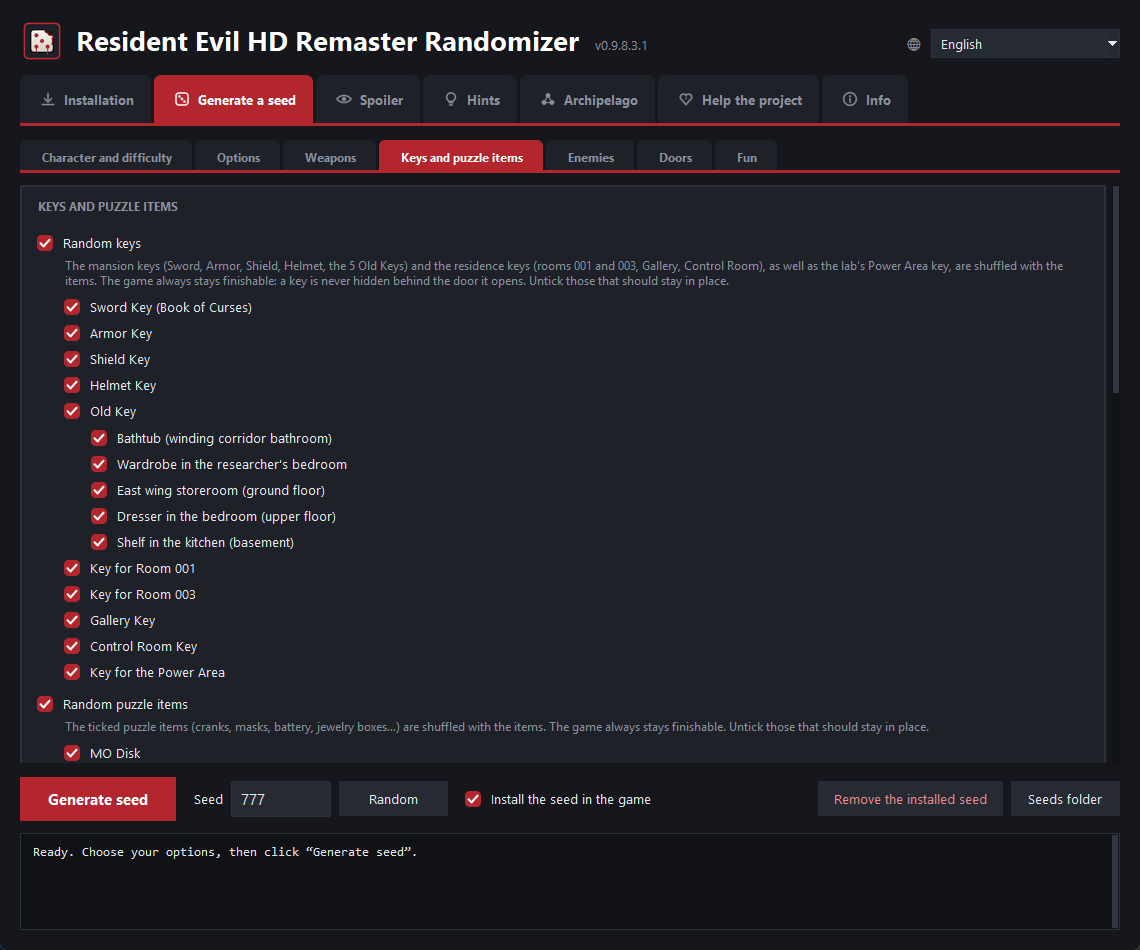 Resident Evil HD Remaster Randomizer v0.9.8.3.1
English
Installation Generate a seed Spoiler Hints Archipelago Help the project Info
Character and difficulty Options Weapons Keys and puzzle items Enemies Doors Fun
KEYS AND PUZZLE ITEMS
Random keys
The mansion keys (Sword, Armor, Shield, Helmet, the 5 Old Keys) and the residence keys (rooms 001 and 003, Gallery, Control Room), as well as the lab's Power Area key, are shuffled with the
items. The game always stays finishable: a key is never hidden behind the door it opens. Untick those that should stay in place.
Sword Key (Book of Curses)
Armor Key
Shield Key
Helmet Key
Old Key
Bathtub (winding corridor bathroom)
Wardrobe in the researcher's bedroom
East wing storeroom (ground floor)
Dresser in the bedroom (upper floor)
Shelf in the kitchen (basement)
Key for Room 001
Key for Room 003
Gallery Key
Control Room Key
Key for the Power Area
Random puzzle items
The ticked puzzle items (cranks, masks, battery, jewelry boxes...) are shuffled with the items. The game always stays finishable. Untick those that should stay in place.
MO Disk
Generate seed Seed 777 Random Install the seed in the game Remove the installed seed Seeds folder
Ready. Choose your options, then click “Generate seed”.